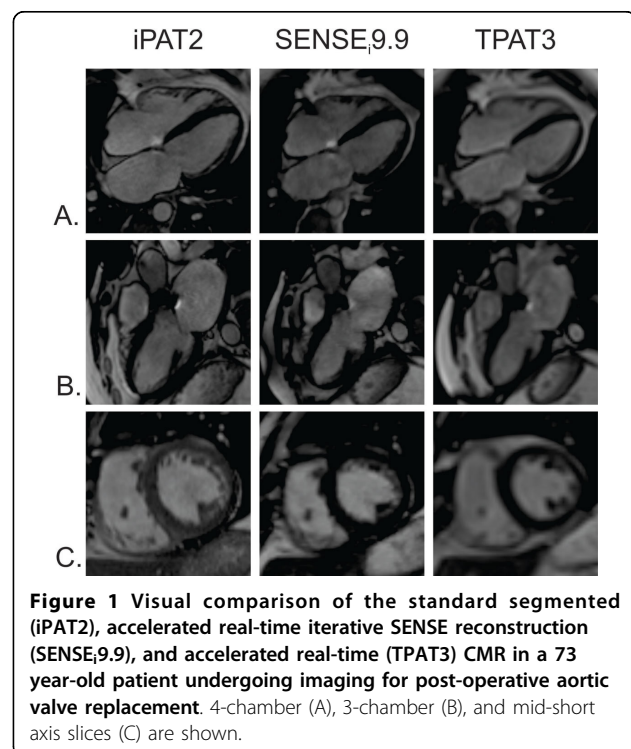 iPAT2 SENSEi9.9 TPAT3
A.
B.
C.
Figure 1 Visual comparison of the standard segmented
(iPAT2), accelerated real-time iterative SENSE reconstruction
(SENSEi9.9), and accelerated real-time (TPAT3) CMR in a 73
year-old patient undergoing imaging for post-operative aortic
valve replacement. 4-chamber (A), 3-chamber (B), and mid-short
axis slices (C) are shown.